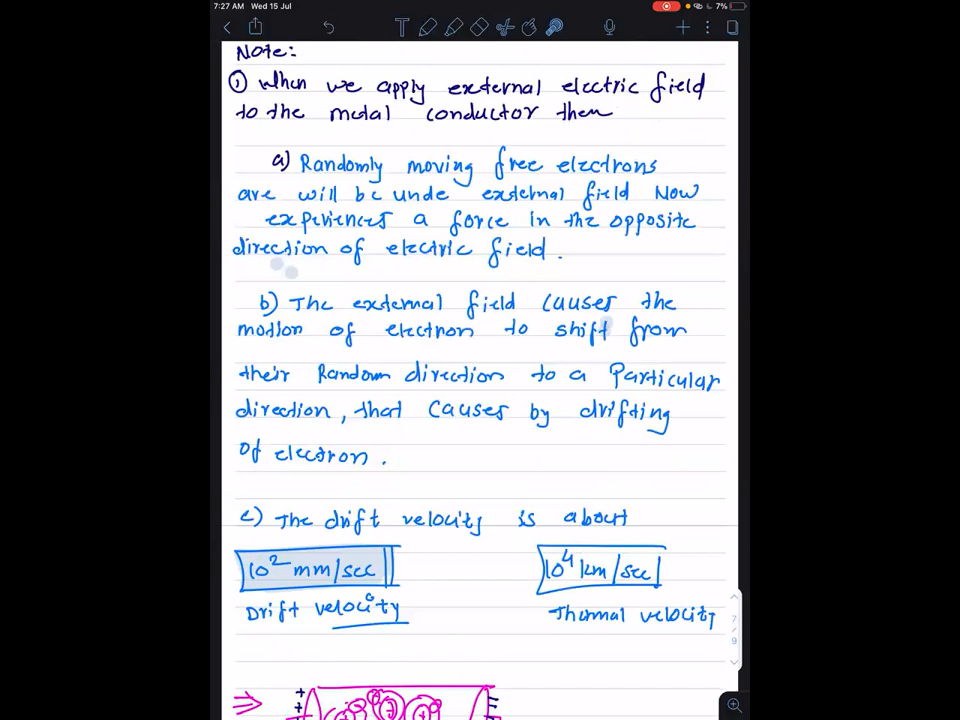 7:27 AM Wed 15 Jul
7%
Note:
① When we apply external electric field
to the metal conductor then
a) Randomly moving free electrons
are will be unde external field Now
experiences a force in the opposite
direction of electric field.
b) The external field causes the
motion of electron to shift from
their Random direction to a Particular
direction, that causes by drifting
of electron.
c) The drift velocity is about
10² mm/sec 10⁴ km/sec
Drift velocity Thermal velocity
7
/
9
⇒ +
+
+